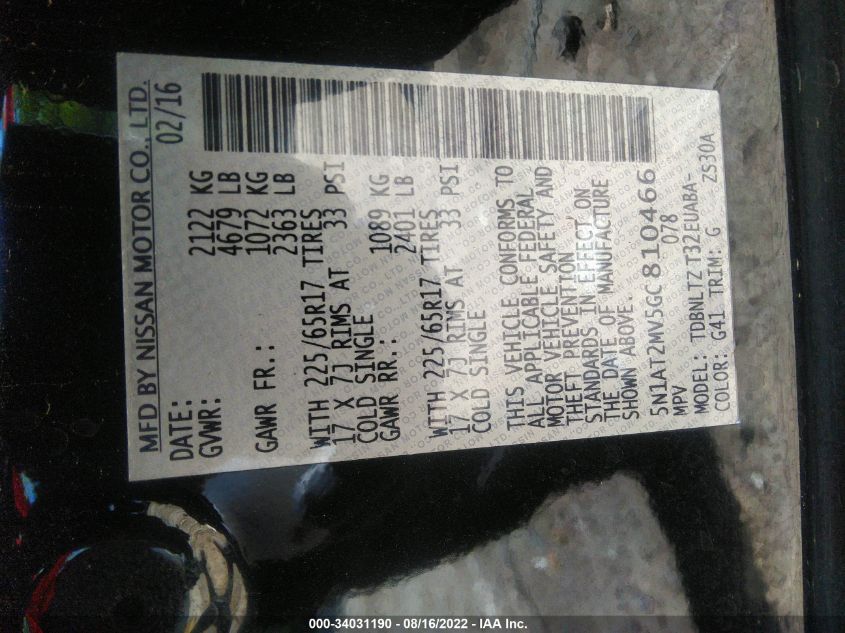 MFD BY NISSAN MOTOR CO., LTD.
DATE: 02/16
GVWR: 2122 KG
4679 LB
GAWR FR.: 1072 KG
2363 LB
WITH 225/65R17 TIRES
17 X 7J RIMS AT 33 PSI
COLD SINGLE
GAWR RR.: 1089 KG
2401 LB
WITH 225/65R17 TIRES
17 X 7J RIMS AT 33 PSI
COLD SINGLE
THIS VEHICLE CONFORMS TO
ALL APPLICABLE FEDERAL
MOTOR VEHICLE SAFETY AND
THEFT PREVENTION
STANDARDS IN EFFECT ON
THE DATE OF MANUFACTURE
SHOWN ABOVE.
5N1AT2MV5GC810466
MPV 078
MODEL: TDBNLTZ T32EUABA-
COLOR: G41 TRIM: G ZS30A
000-34031190 - 08/16/2022 - IAA Inc.